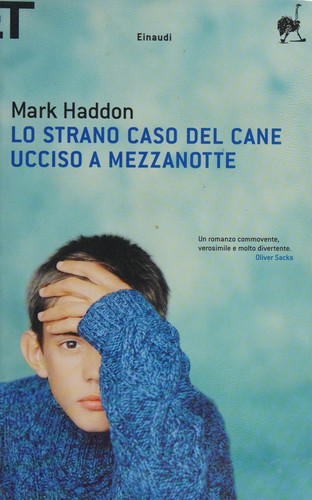 ET
Einaudi
Mark Haddon
LO STRANO CASO DEL CANE
UCCISO A MEZZANOTTE
Un romanzo commovente,
verosimile e molto divertente.
Oliver Sacks